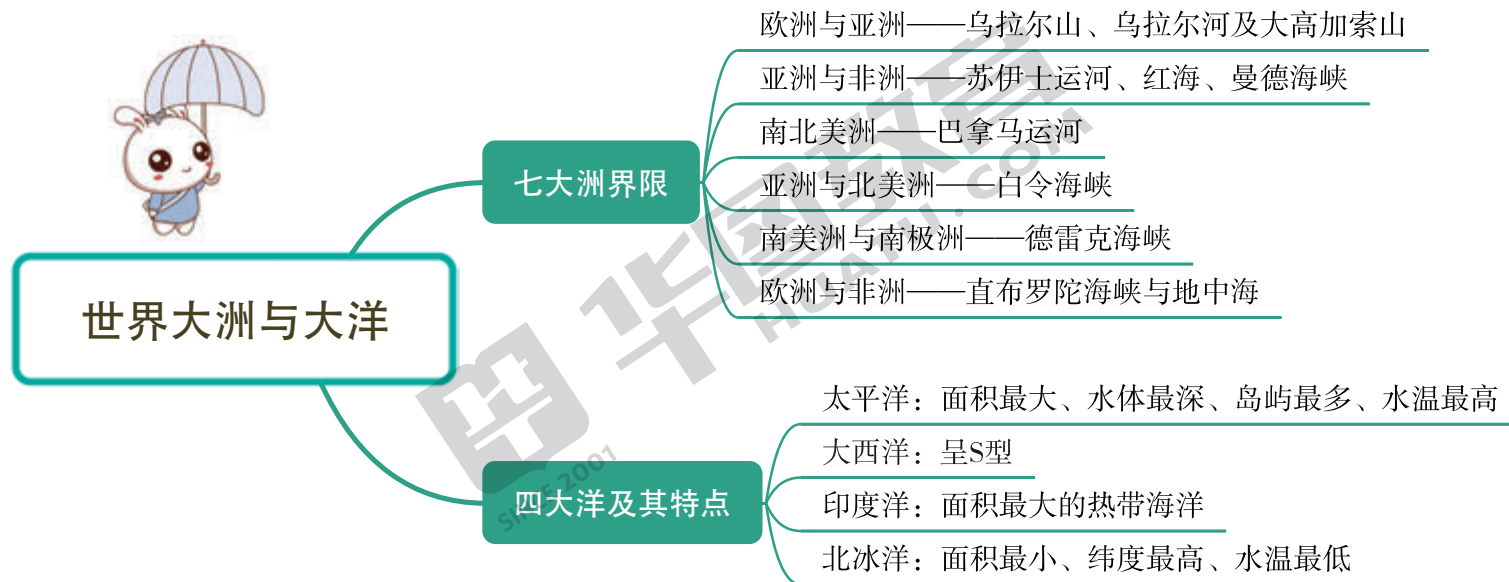 欧洲与亚洲——乌拉尔山、乌拉尔河及大高加索山
亚洲与非洲——苏伊士运河、红海、曼德海峡
南北美洲——巴拿马运河
七大洲界限
亚洲与北美洲——白令海峡
南美洲与南极洲——德雷克海峡
欧洲与非洲——直布罗陀海峡与地中海
世界大洲与大洋
太平洋：面积最大、水体最深、岛屿最多、水温最高
大西洋：呈S型
四大洋及其特点
印度洋：面积最大的热带海洋
北冰洋：面积最小、纬度最高、水温最低
华图教育
HUATU.COM
SINCE 2001